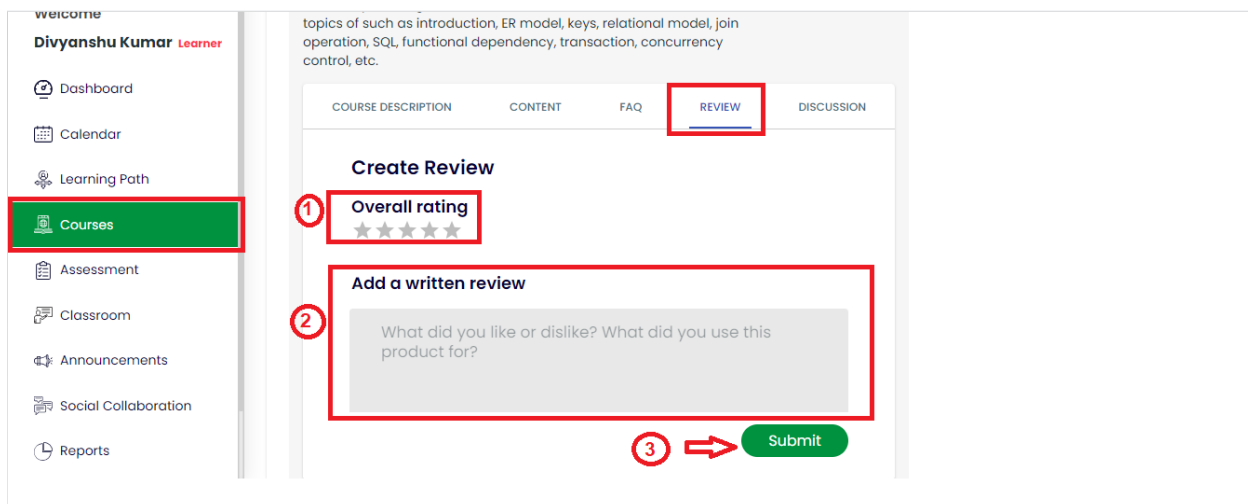 Welcome
Divyanshu Kumar Learner
Dashboard
Calendar
Learning Path
Courses
Assessment
Classroom
Announcements
Social Collaboration
Reports
topics of such as introduction, ER model, keys, relational model, join
operation, SQL, functional dependency, transaction, concurrency
control, etc.
COURSE DESCRIPTION CONTENT FAQ REVIEW DISCUSSION
Create Review
1 Overall rating
Add a written review
2
What did you like or dislike? What did you use this
product for?
3 Submit